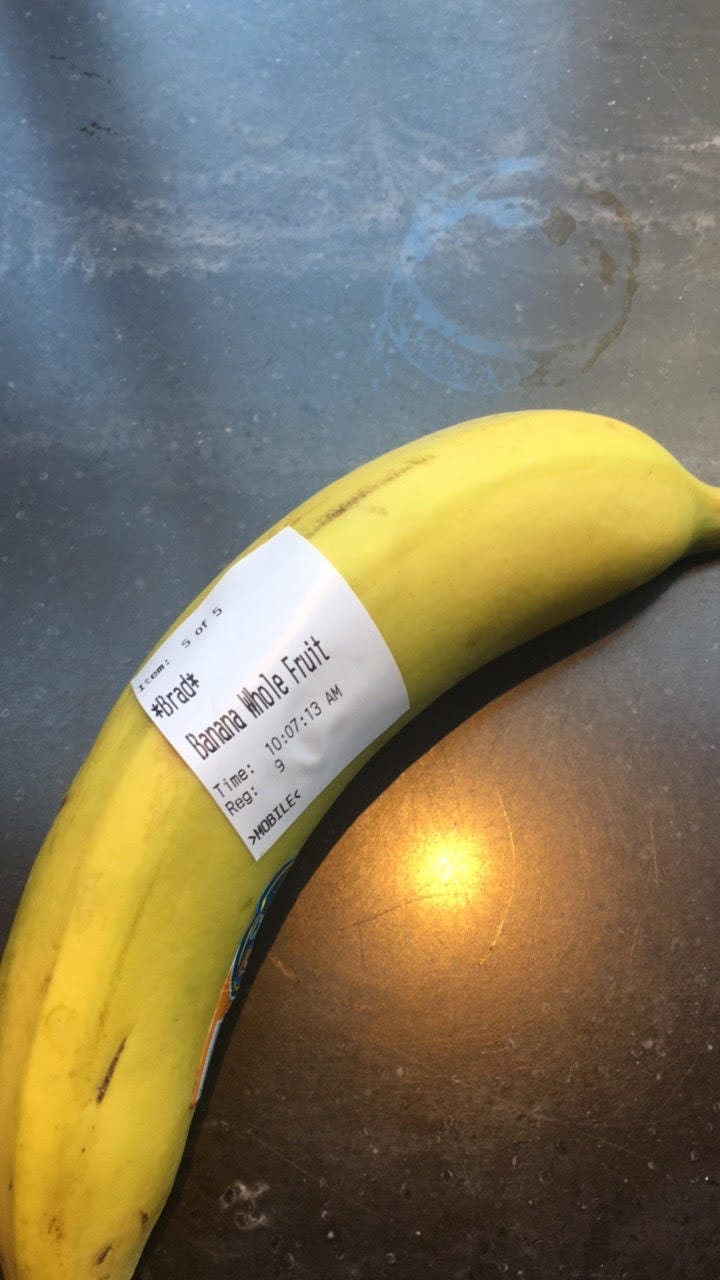 Item: 5 of 5
*Brad*
Banana Whole Fruit
Time: 10:07:13 AM
Reg: 9
>MOBILE<